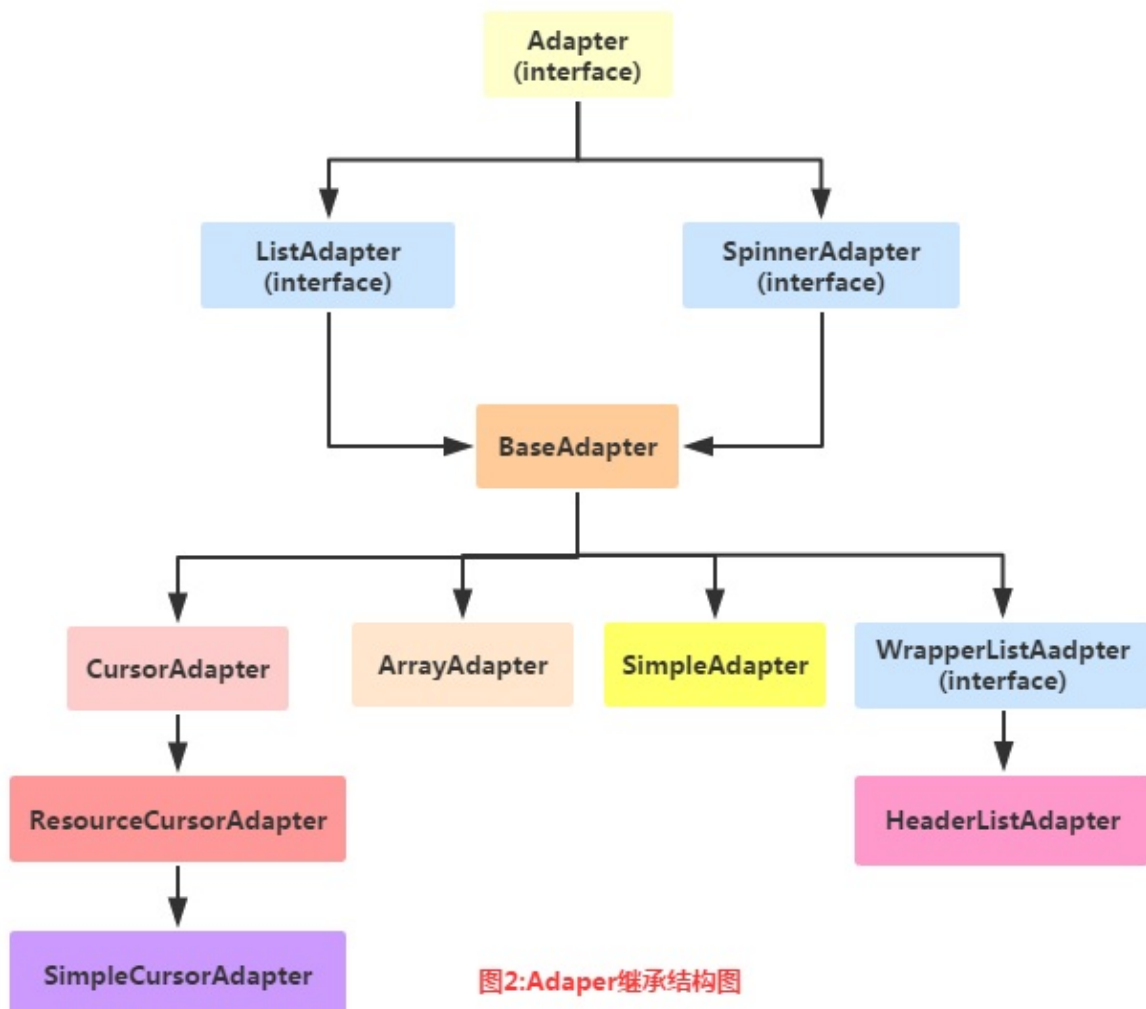 Adapter
(interface)
ListAdapter
(interface)
SpinnerAdapter
(interface)
BaseAdapter
CursorAdapter
ArrayAdapter
SimpleAdapter
WrapperListAadpter
(interface)
ResourceCursorAdapter
HeaderListAdapter
SimpleCursorAdapter
图2:Adaper继承结构图